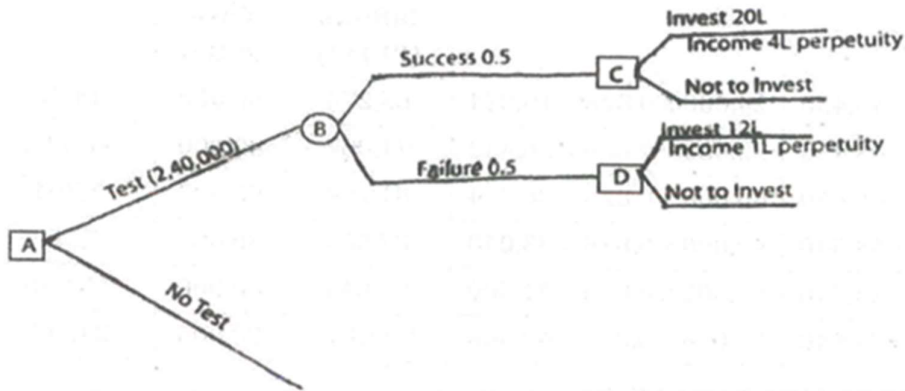 Invest 20L
Income 4L perpetuity
Success 0.5
C
Not to Invest
B
Invest 12L
Income 1L perpetuity
Test (2,40,000)
Failure 0.5
D
Not to Invest
A
No Test